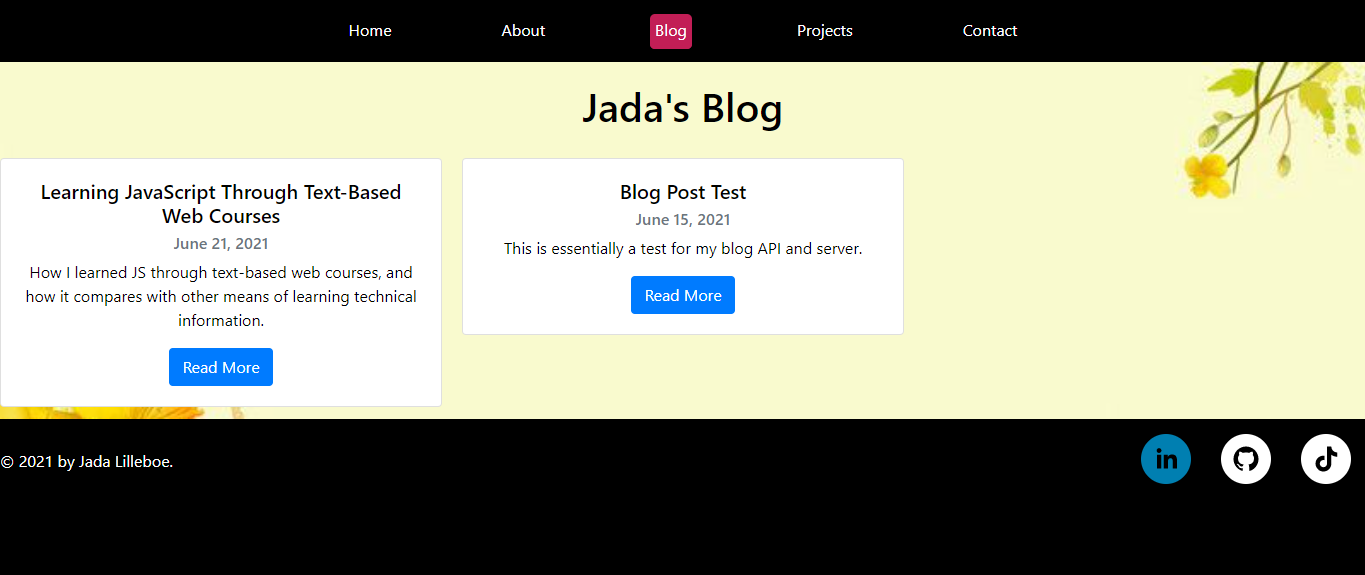 Home About Blog Projects Contact
Jada's Blog
Learning JavaScript Through Text-Based
Web Courses
June 21, 2021
How I learned JS through text-based web courses, and
how it compares with other means of learning technical
information.
Read More
Blog Post Test
June 15, 2021
This is essentially a test for my blog API and server.
Read More
© 2021 by Jada Lilleboe.
in